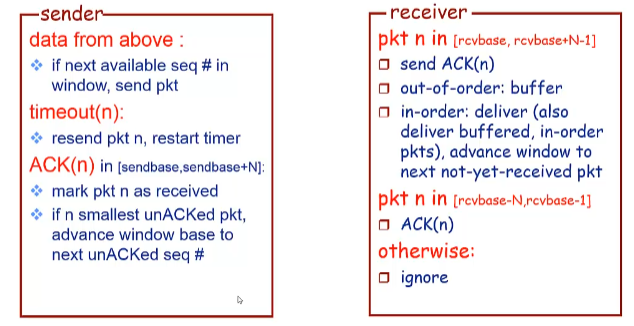 sender
data from above :
❖ if next available seq # in
window, send pkt
timeout(n):
❖ resend pkt n, restart timer
ACK(n) in [sendbase,sendbase+N]:
❖ mark pkt n as received
❖ if n smallest unACKed pkt,
advance window base to
next unACKed seq #
receiver
pkt n in [rcvbase, rcvbase+N-1]
❒ send ACK(n)
❒ out-of-order: buffer
❒ in-order: deliver (also
deliver buffered, in-order
pkts), advance window to
next not-yet-received pkt
pkt n in [rcvbase-N,rcvbase-1]
❒ ACK(n)
otherwise:
❒ ignore